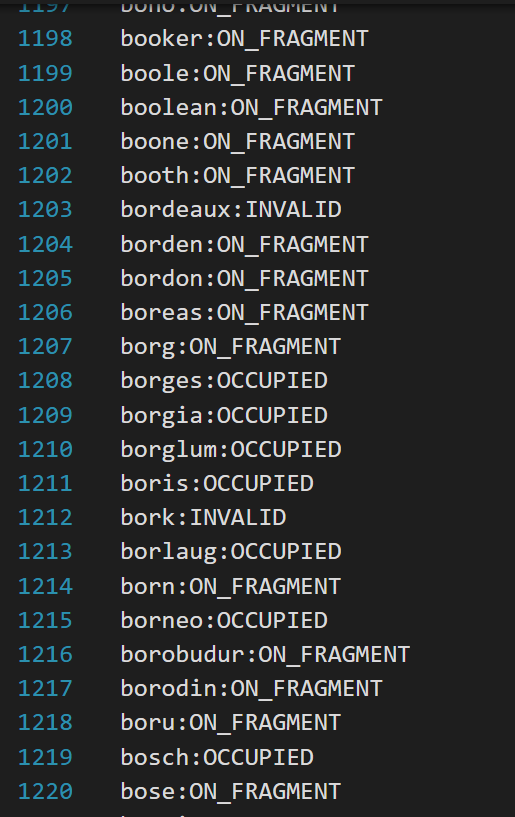 1197 boho:ON_FRAGMENT
1198 booker:ON_FRAGMENT
1199 boole:ON_FRAGMENT
1200 boolean:ON_FRAGMENT
1201 boone:ON_FRAGMENT
1202 booth:ON_FRAGMENT
1203 bordeaux:INVALID
1204 borden:ON_FRAGMENT
1205 bordon:ON_FRAGMENT
1206 boreas:ON_FRAGMENT
1207 borg:ON_FRAGMENT
1208 borges:OCCUPIED
1209 borgia:OCCUPIED
1210 borglum:OCCUPIED
1211 boris:OCCUPIED
1212 bork:INVALID
1213 borlaug:OCCUPIED
1214 born:ON_FRAGMENT
1215 borneo:OCCUPIED
1216 borobudur:ON_FRAGMENT
1217 borodin:ON_FRAGMENT
1218 boru:ON_FRAGMENT
1219 bosch:OCCUPIED
1220 bose:ON_FRAGMENT